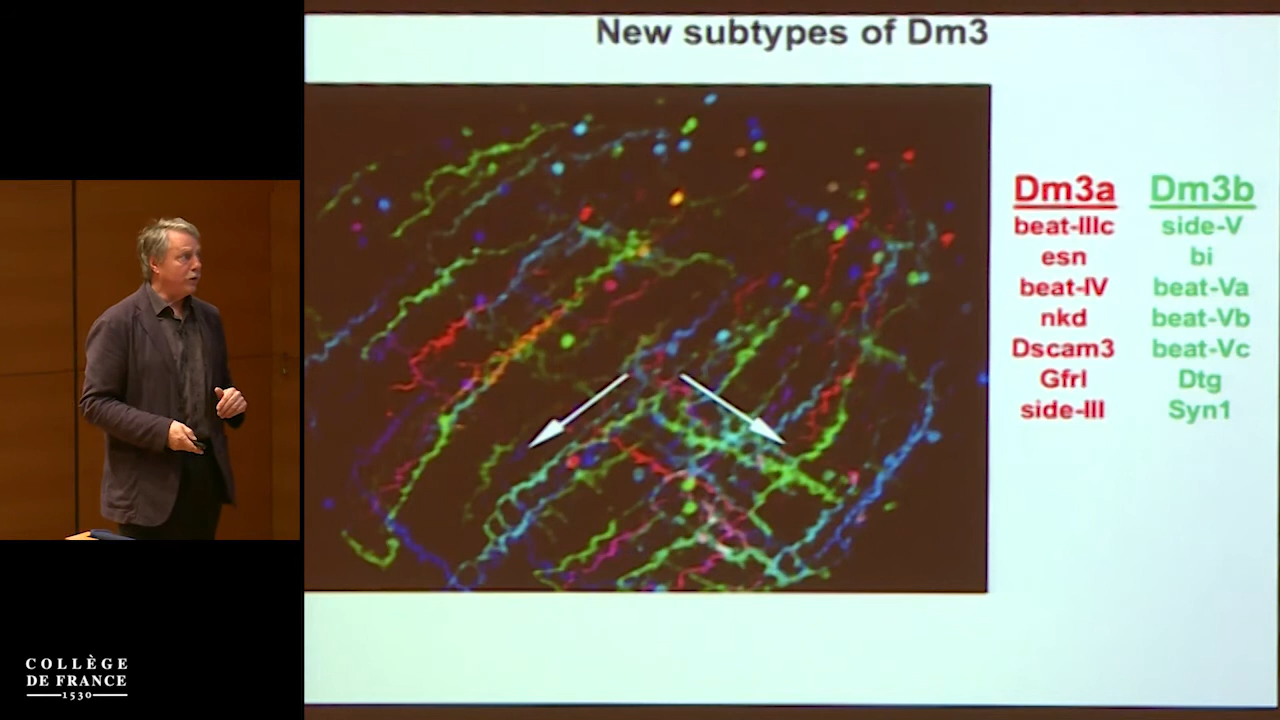 New subtypes of Dm3
Dm3a Dm3b
beat-IIIc side-V
esn bi
beat-IV beat-Va
nkd beat-Vb
Dscam3 beat-Vc
Gfrl Dtg
side-III Syn1
COLLÈGE
DE FRANCE
1530